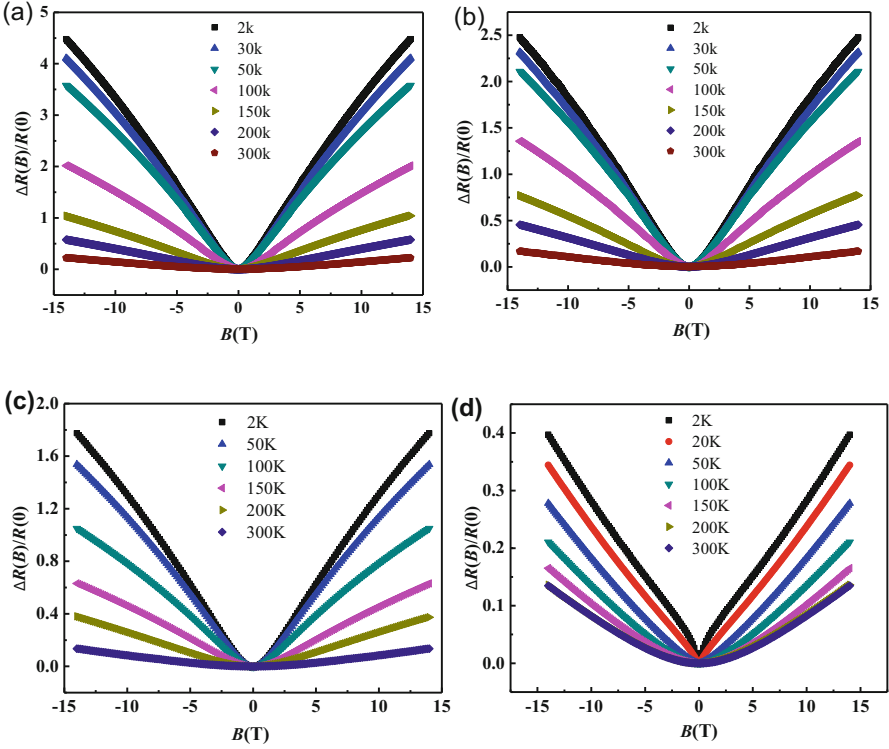 (a)
5
4
3
2
1
0
ΔR(B)/R(0)
2k
30k
50k
100k
150k
200k
300k
-15 -10 -5 0 5 10 15
B(T)
(b)
2.5
2.0
1.5
1.0
0.5
0.0
ΔR(B)/R(0)
2k
30k
50k
100k
150k
200k
300k
-15 -10 -5 0 5 10 15
B(T)
(c)
2.0
1.6
1.2
0.8
0.4
0.0
ΔR(B)/R(0)
2K
50K
100K
150K
200K
300K
-15 -10 -5 0 5 10 15
B(T)
(d)
0.4
0.3
0.2
0.1
0.0
ΔR(B)/R(0)
2K
20K
50K
100K
150K
200K
300K
-15 -10 -5 0 5 10 15
B(T)